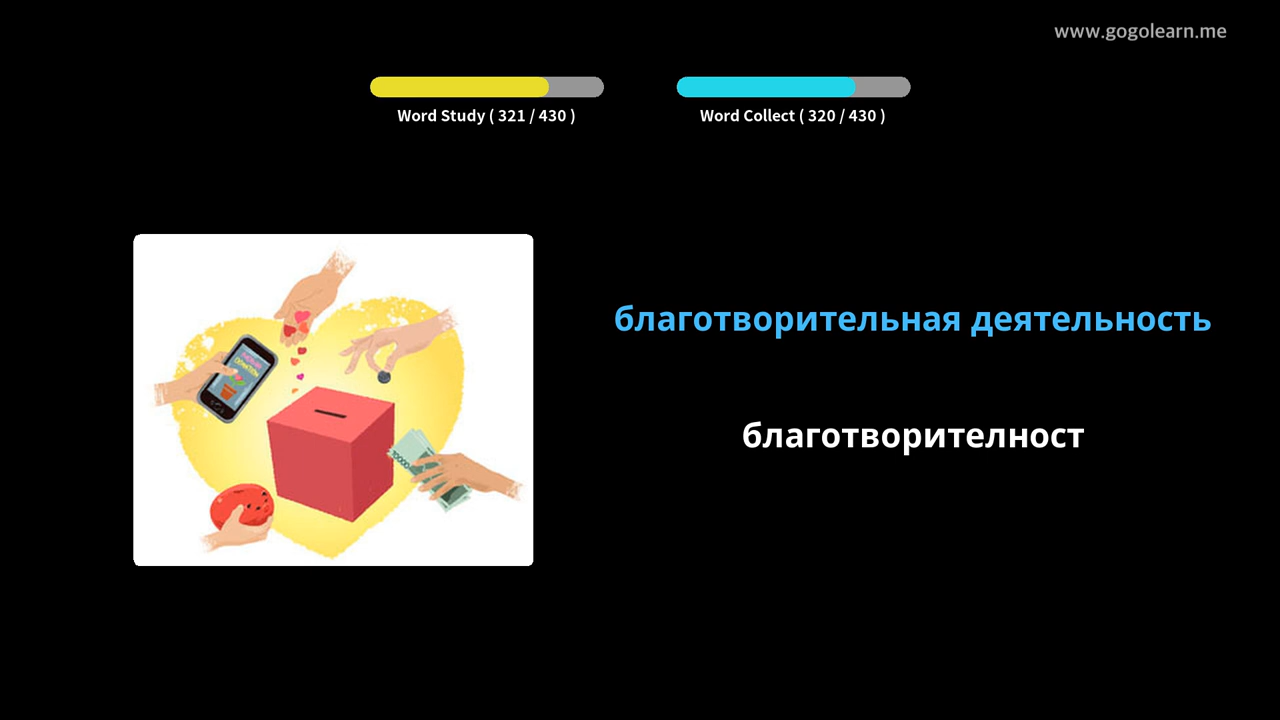 www.gogolearn.me
Word Study ( 321 / 430 )
Word Collect ( 320 / 430 )
благотворительная деятельность
благотворителност